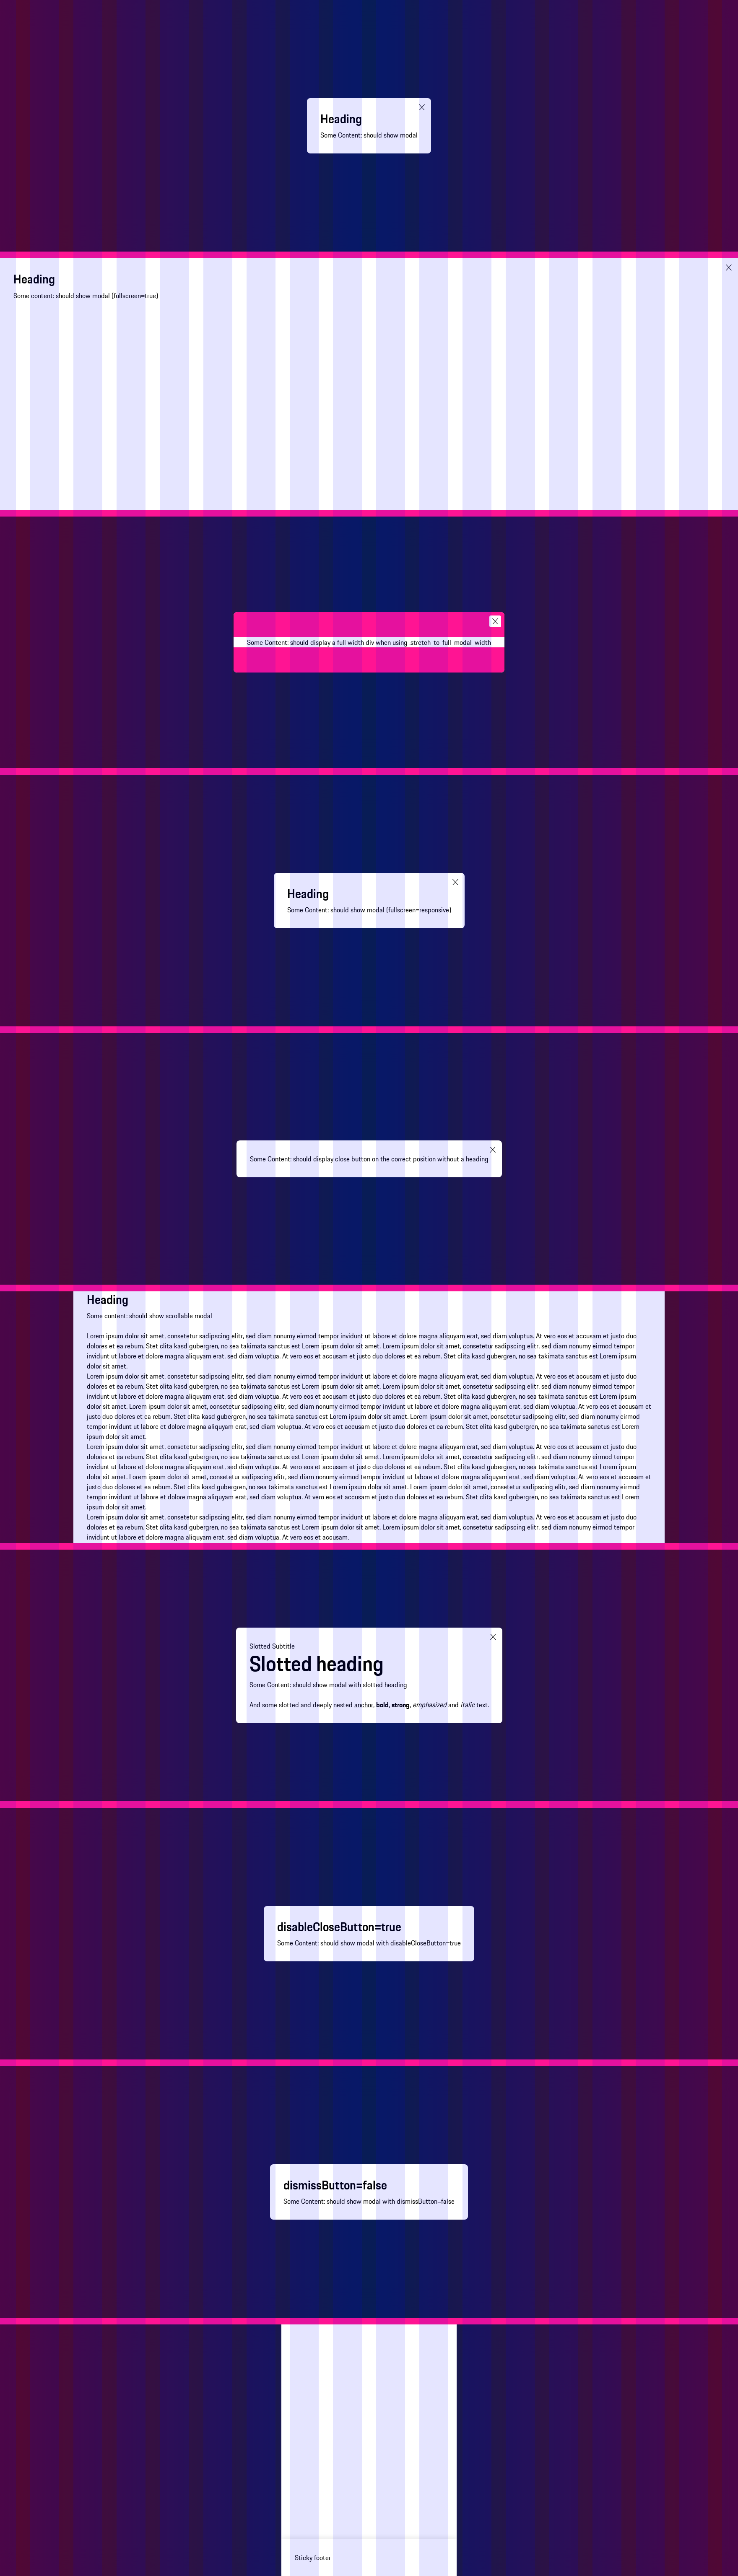 Heading
Some Content: should show modal
Heading
Some content: should show modal (fullscreen=true)
Some Content: should display a full width div when using .stretch-to-full-modal-width
Heading
Some Content: should show modal (fullscreen=responsive)
Some Content: should display close button on the correct position without a heading
Heading
Some content: should show scrollable modal
Lorem ipsum dolor sit amet, consetetur sadipscing elitr, sed diam nonumy eirmod tempor invidunt ut labore et dolore magna aliquyam erat, sed diam voluptua. At vero eos et accusam et justo duo
dolores et ea rebum. Stet clita kasd gubergren, no sea takimata sanctus est Lorem ipsum dolor sit amet. Lorem ipsum dolor sit amet, consetetur sadipscing elitr, sed diam nonumy eirmod tempor
invidunt ut labore et dolore magna aliquyam erat, sed diam voluptua. At vero eos et accusam et justo duo dolores et ea rebum. Stet clita kasd gubergren, no sea takimata sanctus est Lorem ipsum
dolor sit amet.
Lorem ipsum dolor sit amet, consetetur sadipscing elitr, sed diam nonumy eirmod tempor invidunt ut labore et dolore magna aliquyam erat, sed diam voluptua. At vero eos et accusam et justo duo
dolores et ea rebum. Stet clita kasd gubergren, no sea takimata sanctus est Lorem ipsum dolor sit amet. Lorem ipsum dolor sit amet, consetetur sadipscing elitr, sed diam nonumy eirmod tempor
invidunt ut labore et dolore magna aliquyam erat, sed diam voluptua. At vero eos et accusam et justo duo dolores et ea rebum. Stet clita kasd gubergren, no sea takimata sanctus est Lorem ipsum
dolor sit amet. Lorem ipsum dolor sit amet, consetetur sadipscing elitr, sed diam nonumy eirmod tempor invidunt ut labore et dolore magna aliquyam erat, sed diam voluptua. At vero eos et accusam et
justo duo dolores et ea rebum. Stet clita kasd gubergren, no sea takimata sanctus est Lorem ipsum dolor sit amet. Lorem ipsum dolor sit amet, consetetur sadipscing elitr, sed diam nonumy eirmod
tempor invidunt ut labore et dolore magna aliquyam erat, sed diam voluptua. At vero eos et accusam et justo duo dolores et ea rebum. Stet clita kasd gubergren, no sea takimata sanctus est Lorem
ipsum dolor sit amet.
Lorem ipsum dolor sit amet, consetetur sadipscing elitr, sed diam nonumy eirmod tempor invidunt ut labore et dolore magna aliquyam erat, sed diam voluptua. At vero eos et accusam et justo duo
dolores et ea rebum. Stet clita kasd gubergren, no sea takimata sanctus est Lorem ipsum dolor sit amet. Lorem ipsum dolor sit amet, consetetur sadipscing elitr, sed diam nonumy eirmod tempor
invidunt ut labore et dolore magna aliquyam erat, sed diam voluptua. At vero eos et accusam et justo duo dolores et ea rebum. Stet clita kasd gubergren, no sea takimata sanctus est Lorem ipsum
dolor sit amet. Lorem ipsum dolor sit amet, consetetur sadipscing elitr, sed diam nonumy eirmod tempor invidunt ut labore et dolore magna aliquyam erat, sed diam voluptua. At vero eos et accusam et
justo duo dolores et ea rebum. Stet clita kasd gubergren, no sea takimata sanctus est Lorem ipsum dolor sit amet. Lorem ipsum dolor sit amet, consetetur sadipscing elitr, sed diam nonumy eirmod
tempor invidunt ut labore et dolore magna aliquyam erat, sed diam voluptua. At vero eos et accusam et justo duo dolores et ea rebum. Stet clita kasd gubergren, no sea takimata sanctus est Lorem
ipsum dolor sit amet.
Lorem ipsum dolor sit amet, consetetur sadipscing elitr, sed diam nonumy eirmod tempor invidunt ut labore et dolore magna aliquyam erat, sed diam voluptua. At vero eos et accusam et justo duo
dolores et ea rebum. Stet clita kasd gubergren, no sea takimata sanctus est Lorem ipsum dolor sit amet. Lorem ipsum dolor sit amet, consetetur sadipscing elitr, sed diam nonumy eirmod tempor
invidunt ut labore et dolore magna aliquyam erat, sed diam voluptua. At vero eos et accusam.
Slotted Subtitle
Slotted heading
Some Content: should show modal with slotted heading
And some slotted and deeply nested anchor, bold, strong, emphasized and italic text.
disableCloseButton=true
Some Content: should show modal with disableCloseButton=true
dismissButton=false
Some Content: should show modal with dismissButton=false
Sticky footer